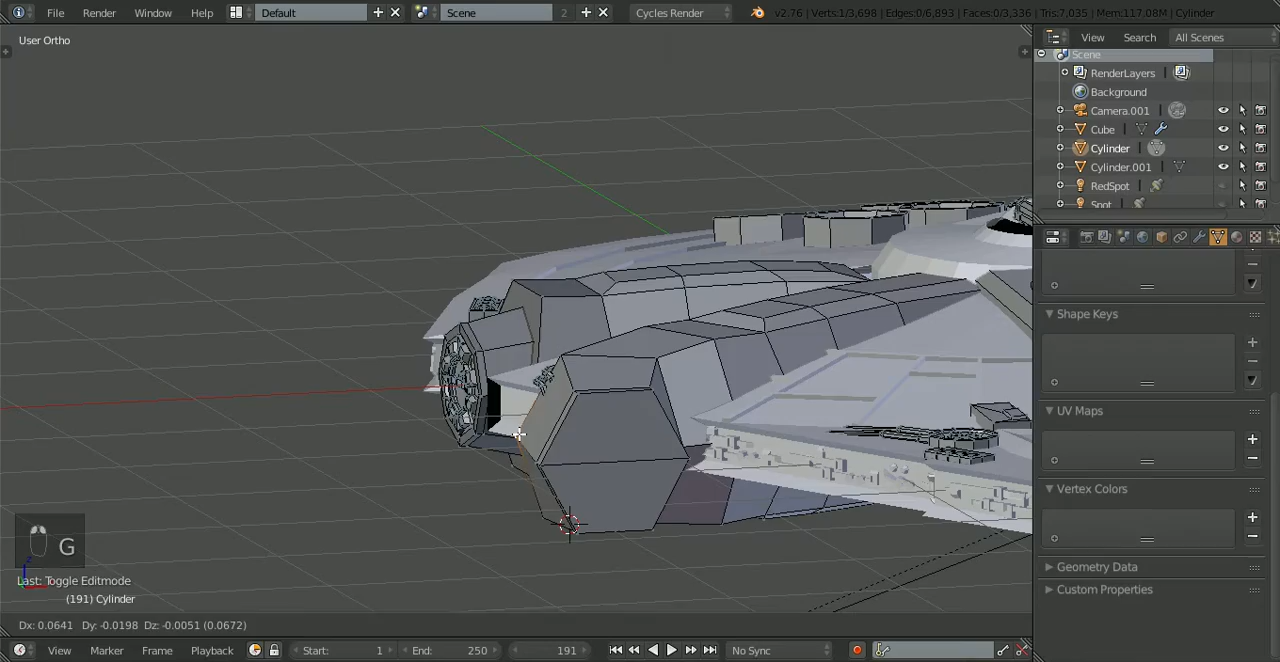 File Render Window Help Default Scene 2 Cycles Render v2.76 | Verts:1/3,698 | Edges:0/6,893 | Faces:0/3,336 | Tris:7,035 | Mem:117.08M | Cylinder
User Ortho
View Search All Scenes
Scene
RenderLayers
Background
Camera.001
Cube
Cylinder
Cylinder.001
RedSpot
Spot
Shape Keys
UV Maps
Vertex Colors
Geometry Data
Custom Properties
G
Last: Toggle Editmode
(191) Cylinder
Dx: 0.0641 Dy: -0.0198 Dz: -0.0051 (0.0672)
View Marker Frame Playback Start: 1 End: 250 191 No Sync